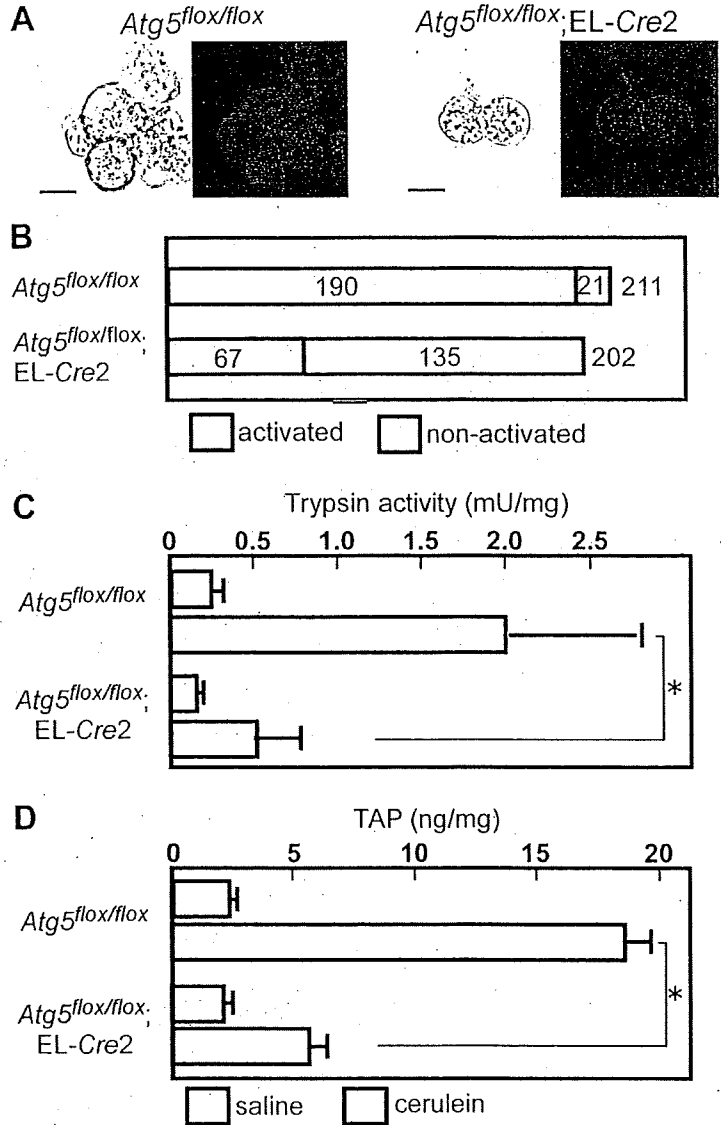 A
Atg5flox/flox
Atg5flox/flox;EL-Cre2
B
Atg5flox/flox
190
21
211
Atg5flox/flox;
EL-Cre2
67
135
202
activated
non-activated
C
Trypsin activity (mU/mg)
0 0.5 1.0 2.0 2.5
Atg5flox/flox
Atg5flox/flox;
EL-Cre2
*
D
TAP (ng/mg)
0 5 10 15 20
Atg5flox/flox
Atg5flox/flox;
EL-Cre2
*
saline
cerulein